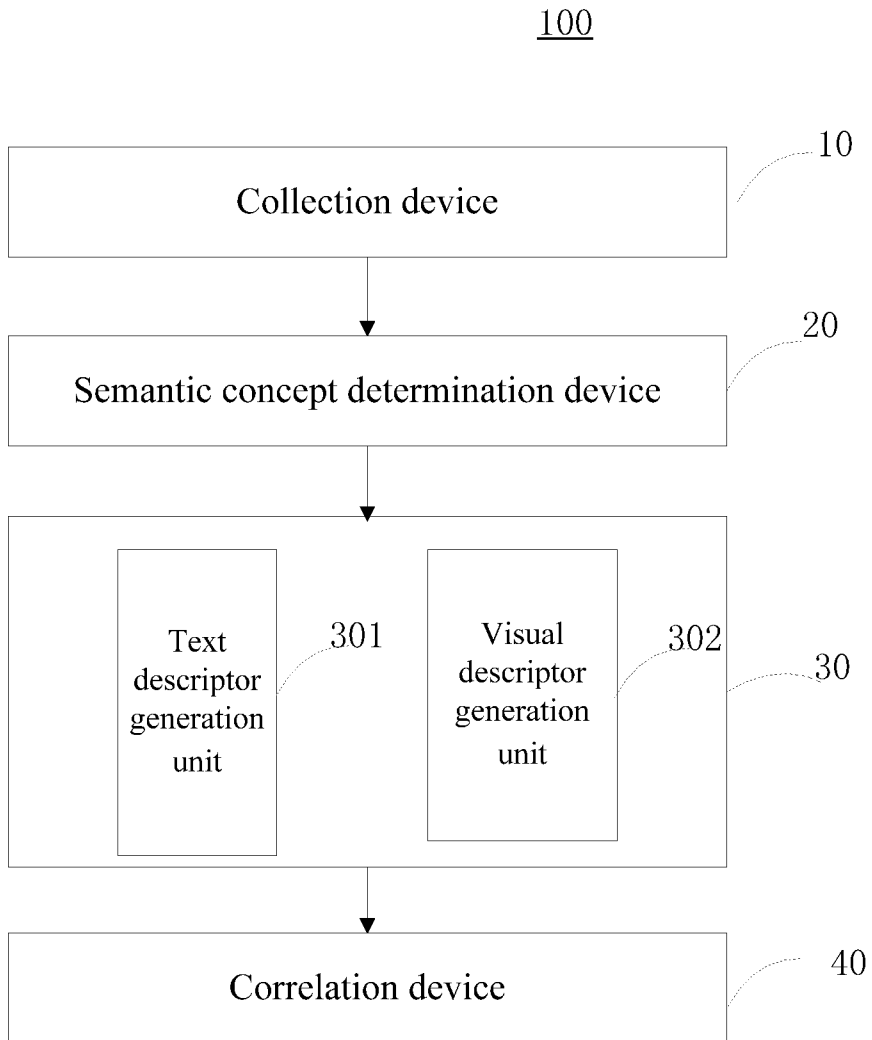 100
10
Collection device
20
Semantic concept determination device
Text
descriptor
generation
unit
301
Visual
descriptor
generation
unit
302
30
Correlation device
40